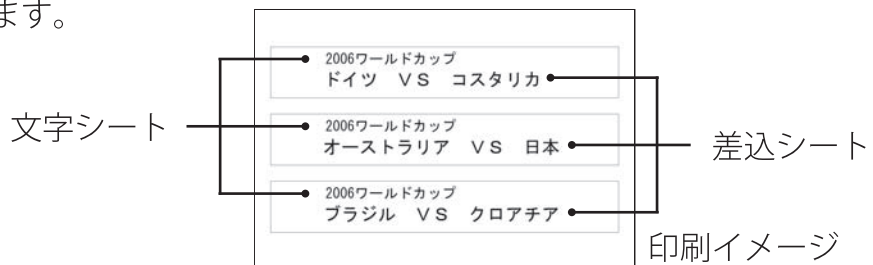 ます。
2006ワールドカップ
ドイツ VS コスタリカ
文字シート
2006ワールドカップ
オーストラリア VS 日本
差込シート
2006ワールドカップ
ブラジル VS クロアチア
印刷イメージ